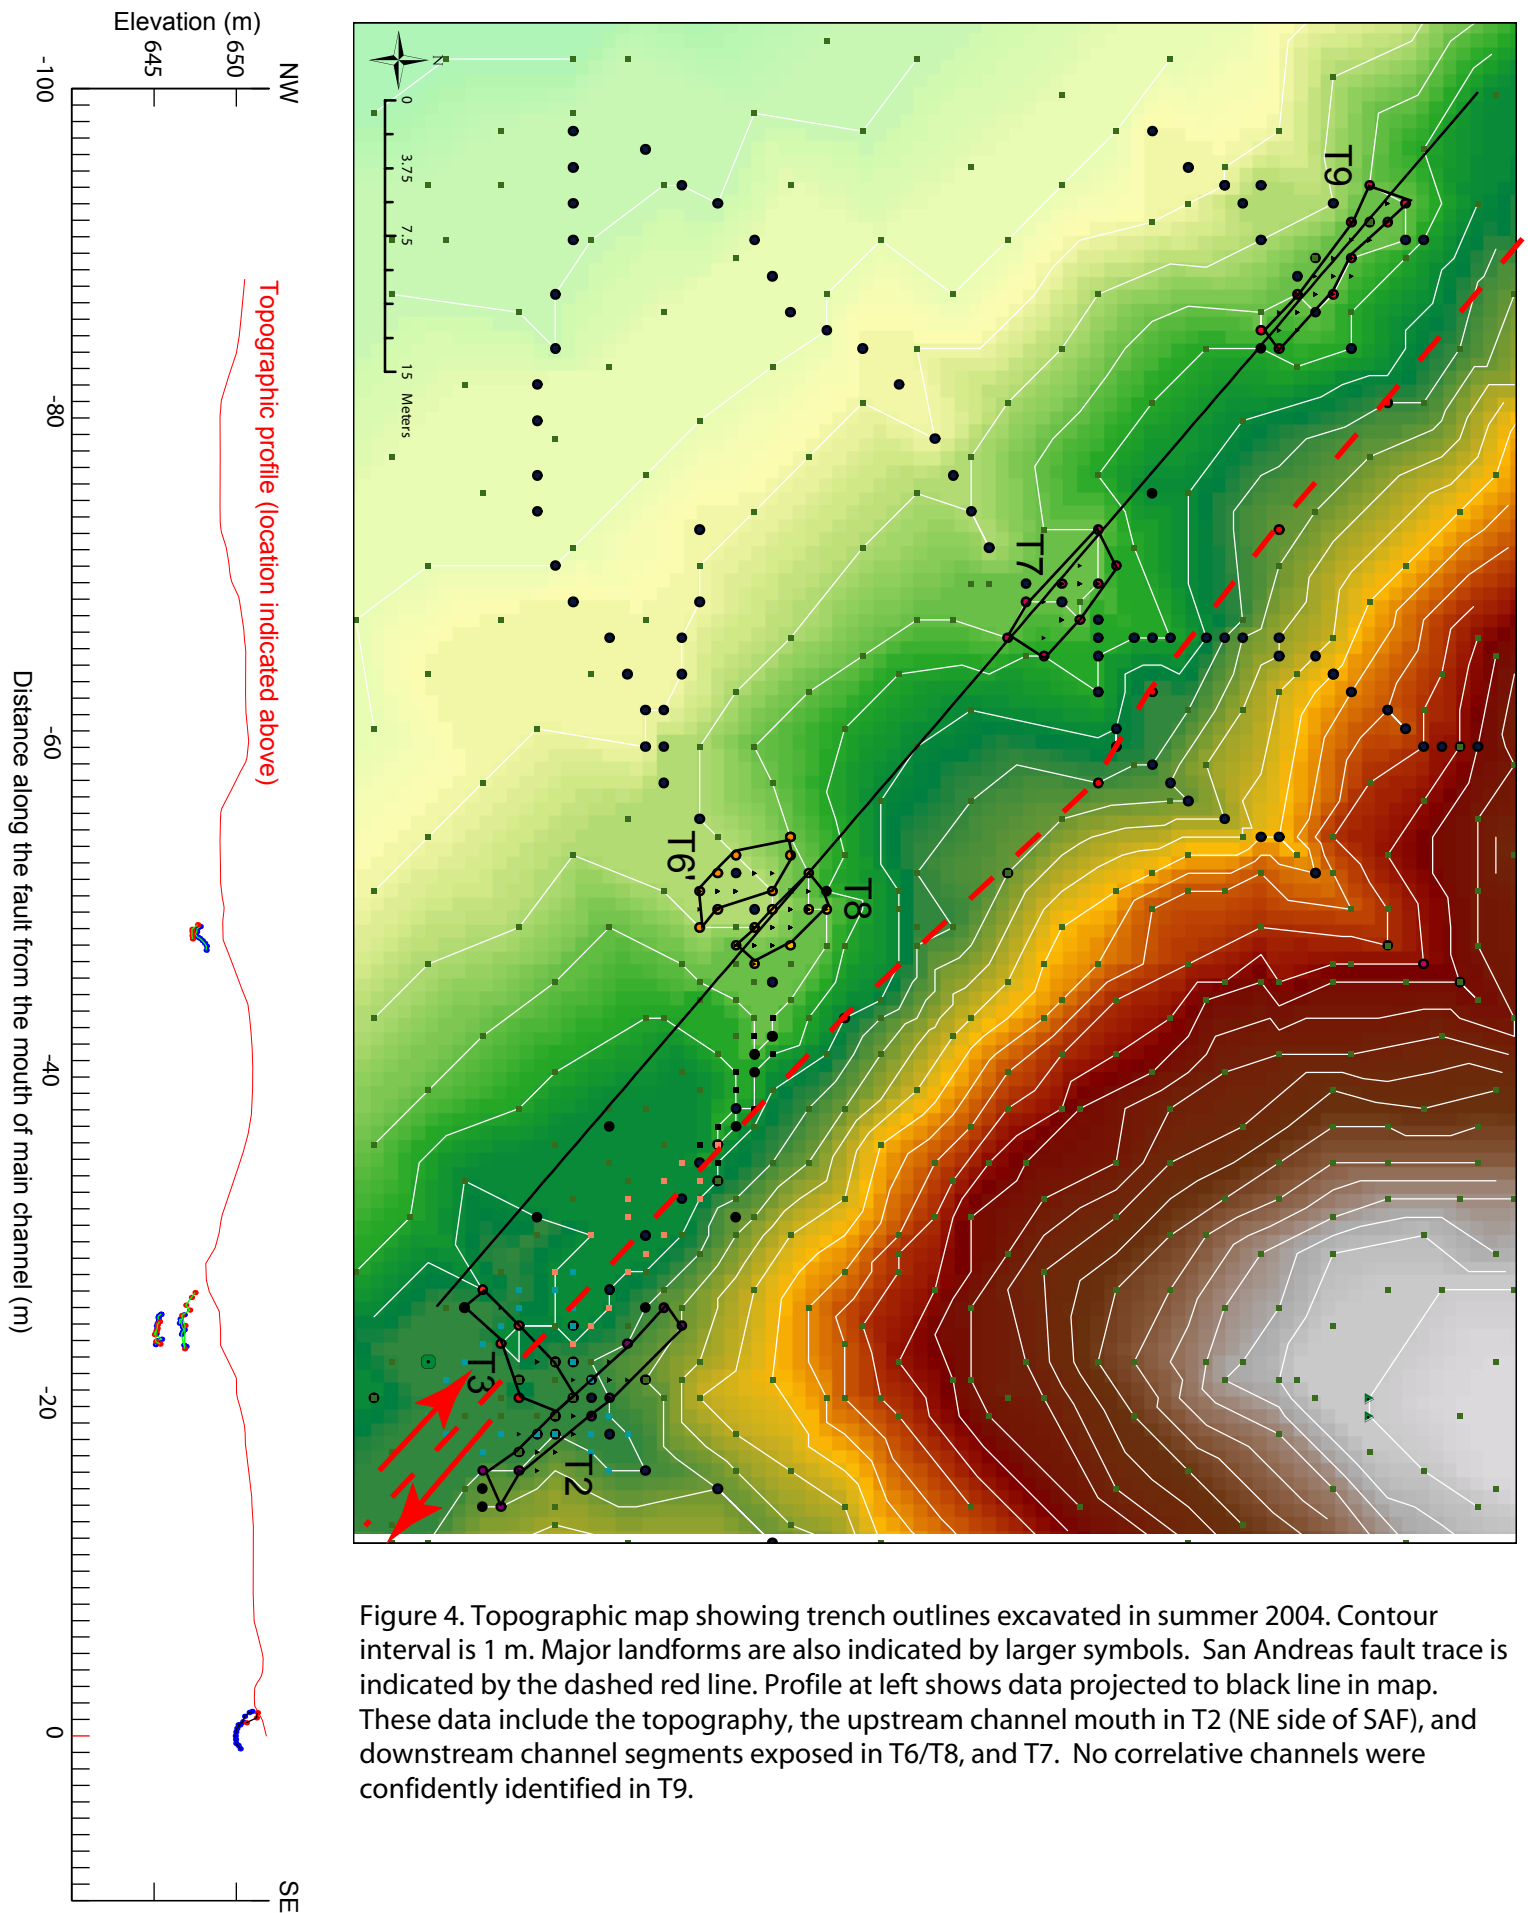 Elevation (m)
645
650
NW
-100
-80
-60
-40
-20
0
SE
Distance along the fault from the mouth of main channel (m)
Topographic profile (location indicated above)
N
0
3.75
7.5
15
Meters
T9
T7
T6'
T8
T3
T2
Figure 4. Topographic map showing trench outlines excavated in summer 2004. Contour
interval is 1 m. Major landforms are also indicated by larger symbols.  San Andreas fault trace is
indicated by the dashed red line. Profile at left shows data projected to black line in map.
These data include the topography, the upstream channel mouth in T2 (NE side of SAF), and
downstream channel segments exposed in T6/T8, and T7.  No correlative channels were
confidently identified in T9.